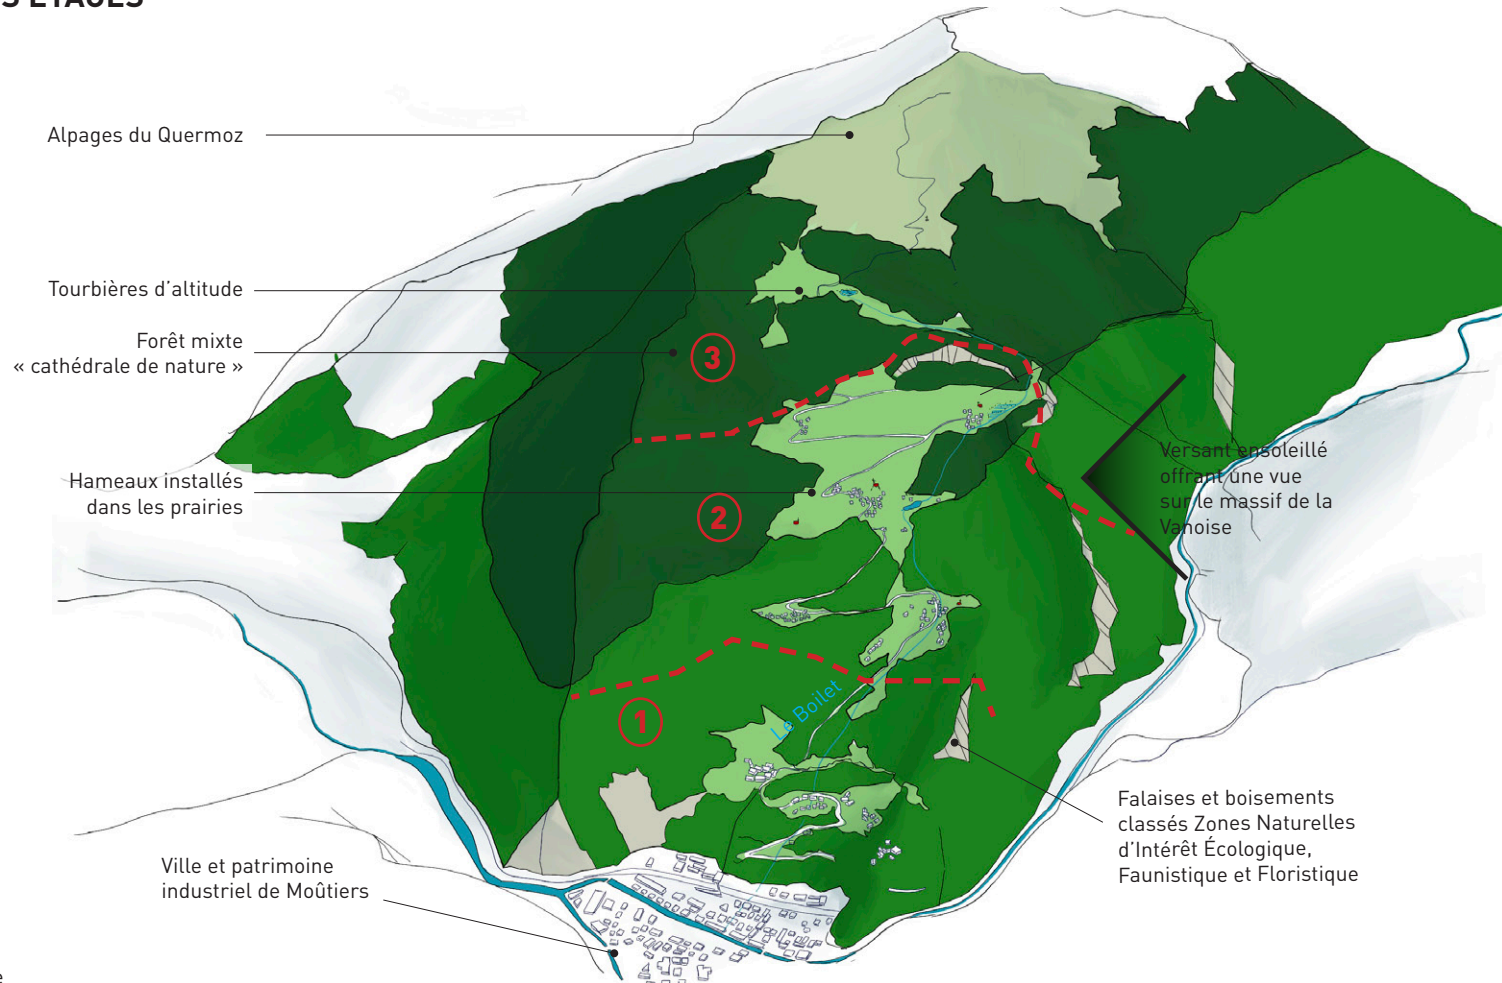 S ÉTAGES
Alpages du Quermoz
Tourbières d'altitude
Forêt mixte
« cathédrale de nature »
3
Versant ensoleillé
offrant une vue
sur le massif de la
Vanoise
Hameaux installés
dans les prairies
2
Le Boilet
1
Falaises et boisements
classés Zones Naturelles
d'Intérêt Écologique,
Faunistique et Floristique
Ville et patrimoine
industriel de Moûtiers
e